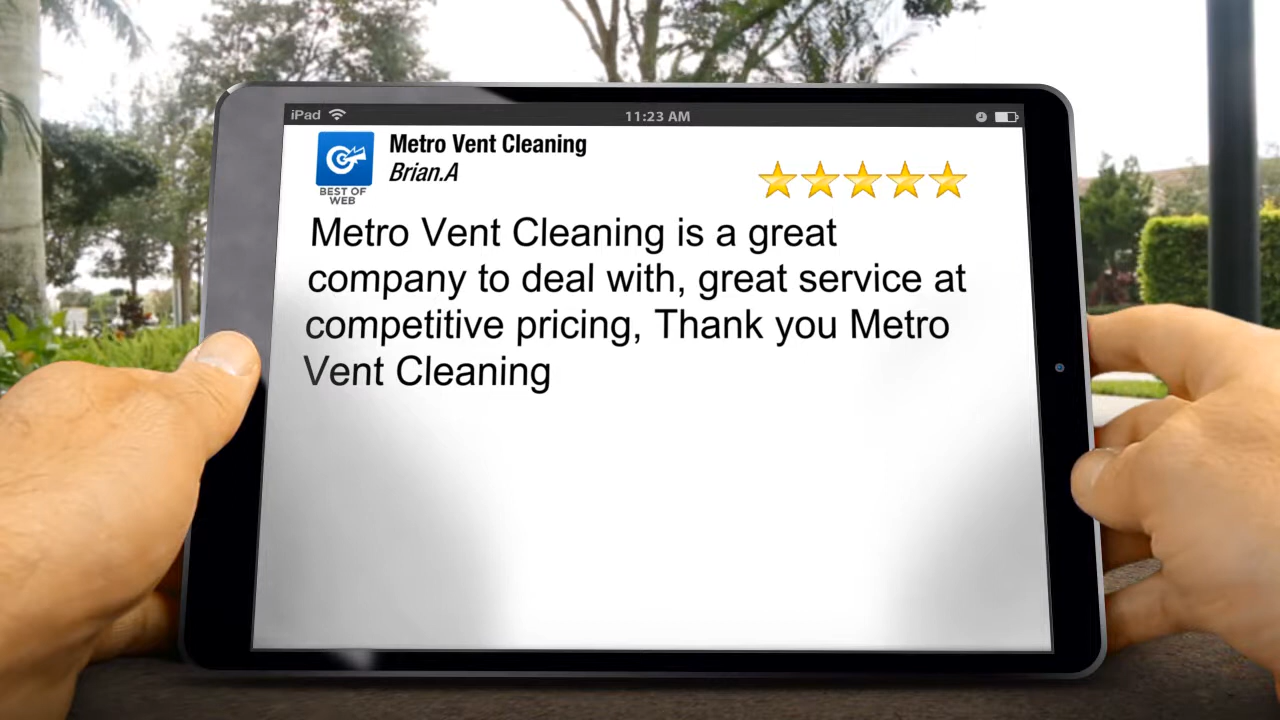 iPad 11:23 AM
Metro Vent Cleaning
Brian.A
BEST OF
WEB
Metro Vent Cleaning is a great
company to deal with, great service at
competitive pricing, Thank you Metro
Vent Cleaning